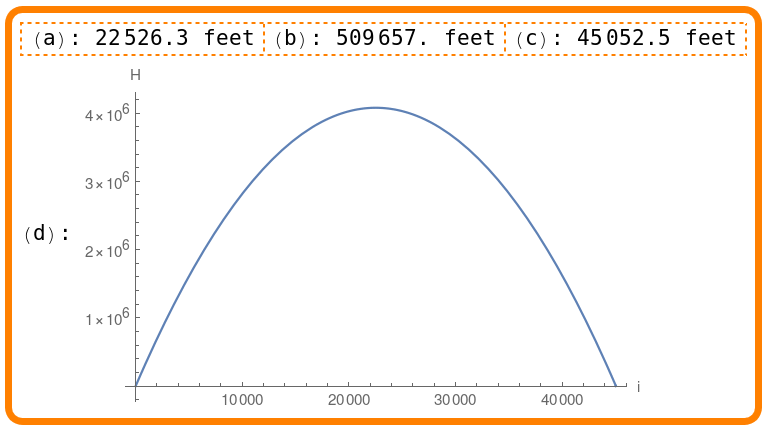 (a): 22526.3 feet (b): 509657. feet (c): 45052.5 feet
H
4×10^6
3×10^6
(d):
2×10^6
1×10^6
i
10000 20000 30000 40000